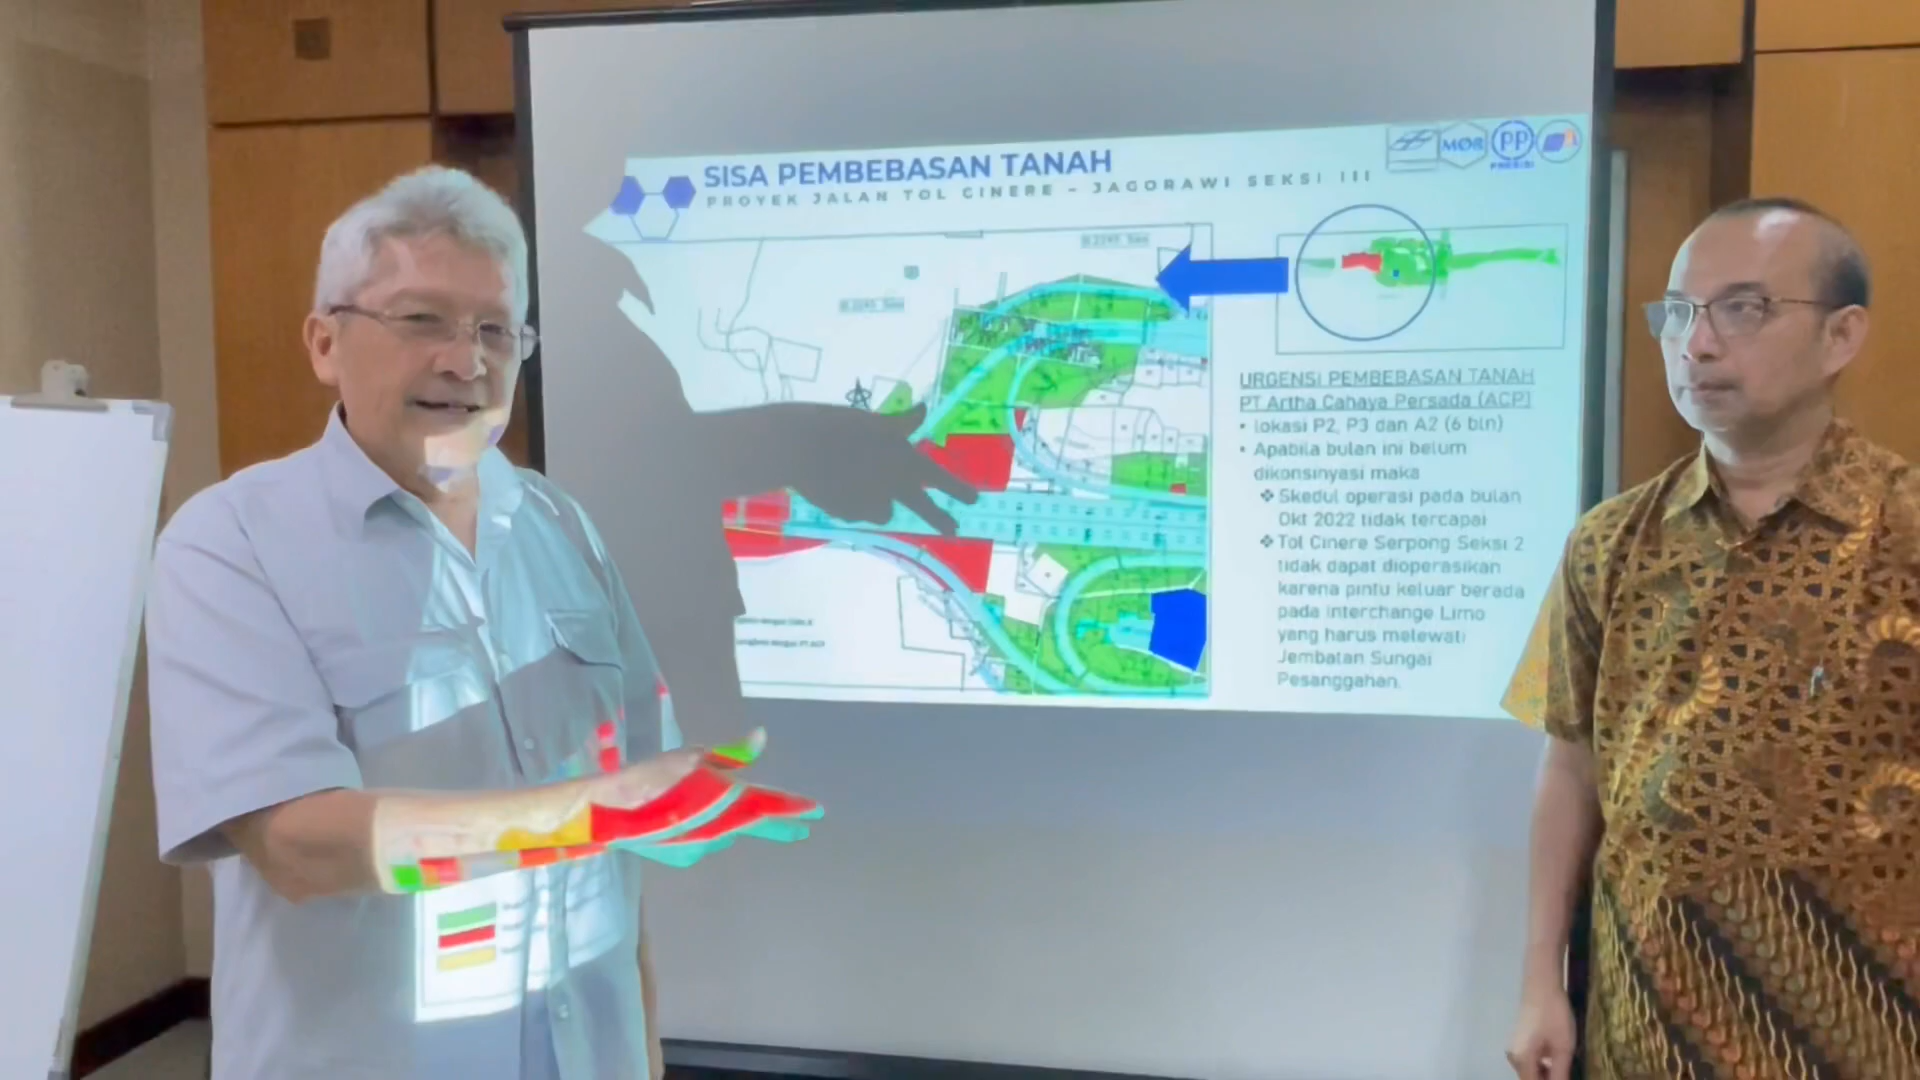 SISA PEMBEBASAN TANAH
PROYEK JALAN TOL CINERE - JAGORAWI SEKSI III
MOB
PP
PRESISI
URGENSI PEMBEBASAN TANAH
PT Artha Cahaya Persada (ACP)
• lokasi P2, P3 dan A2 (6 bln)
• Apabila bulan ini belum
dikonsinyasi maka
❖ Skedul operasi pada bulan
Okt 2022 tidak tercapai
❖ Tol Cinere Serpong Seksi 2
tidak dapat dioperasikan
karena pintu keluar berada
pada interchange Limo
yang harus melewati
Jembatan Sungai
Pesanggahan.